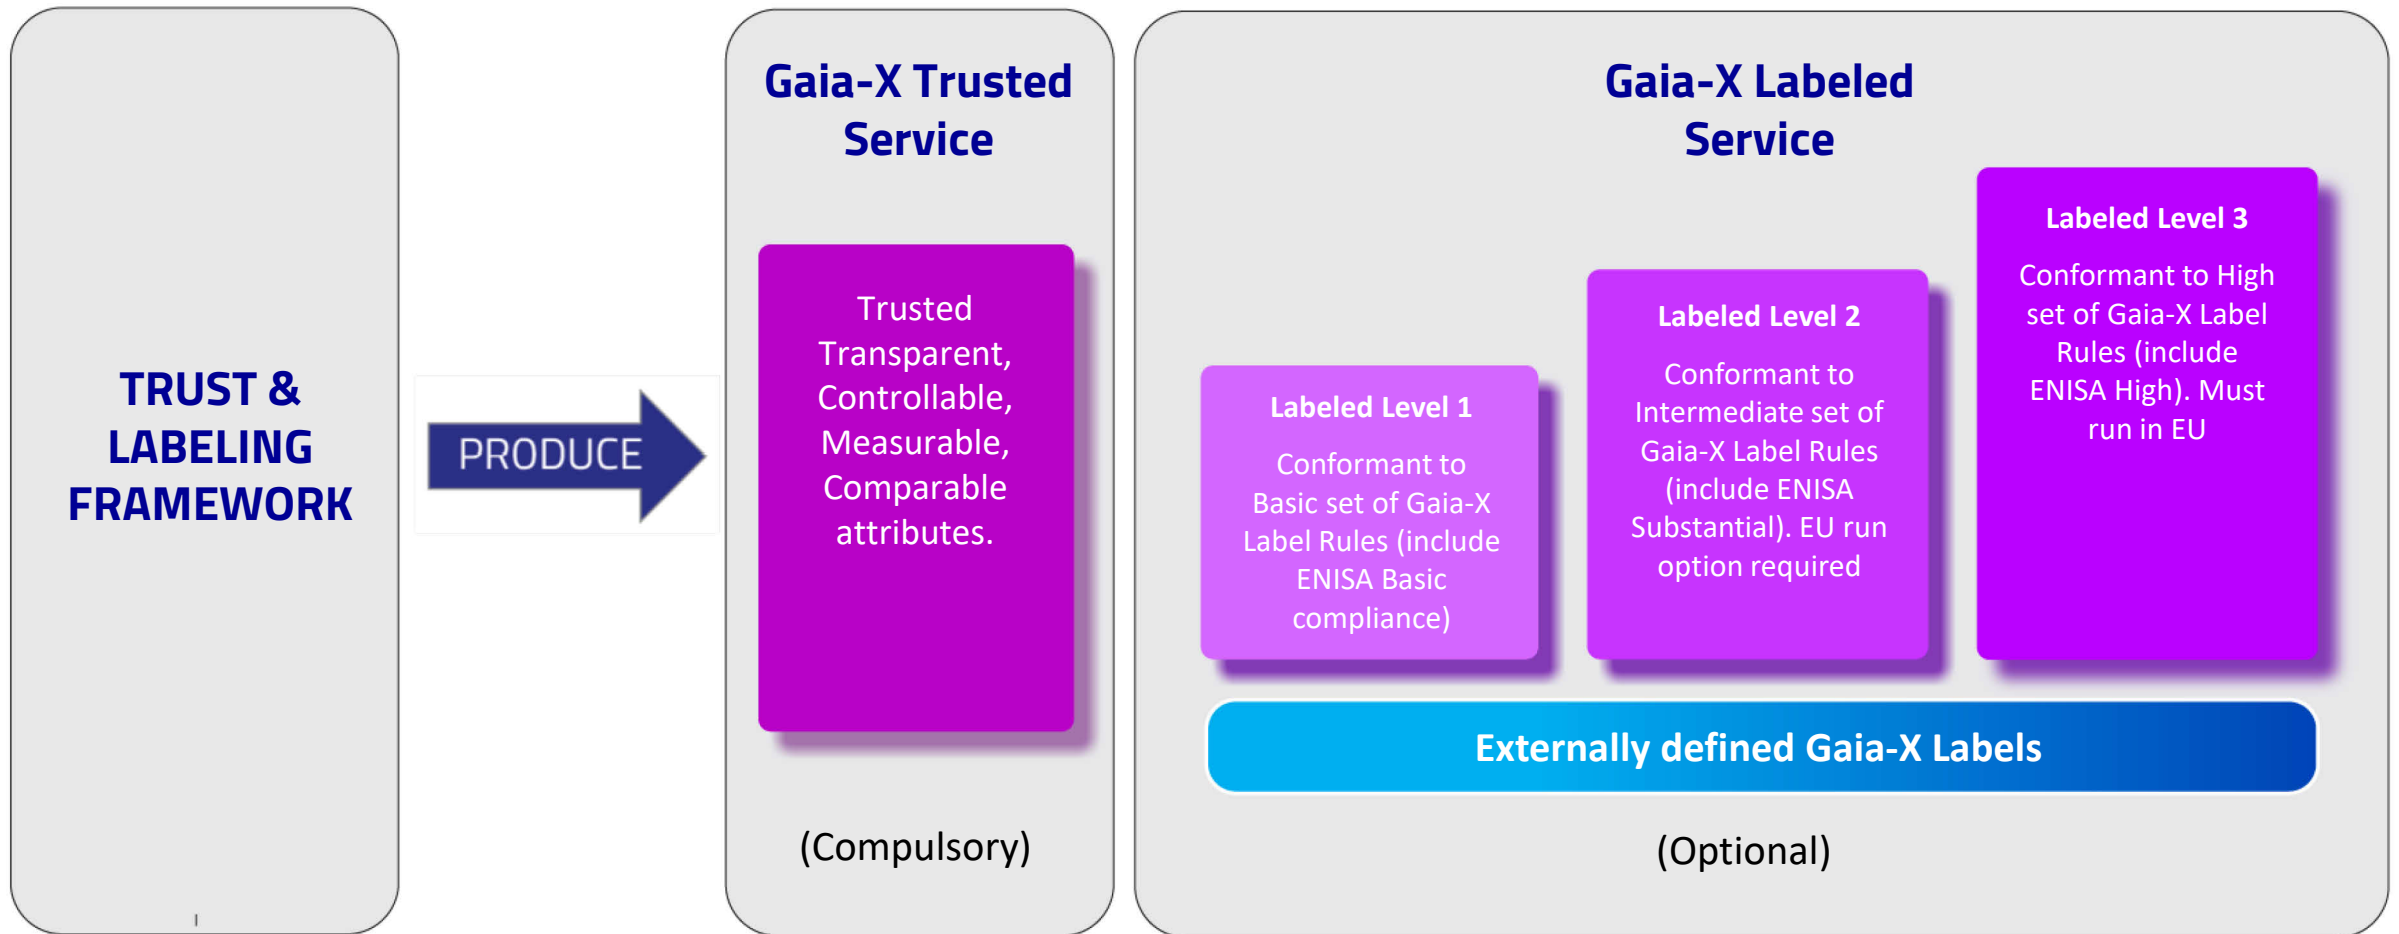 TRUST &
LABELING
FRAMEWORK
PRODUCE
Gaia-X Trusted
Service
Trusted
Transparent,
Controllable,
Measurable,
Comparable
attributes.
(Compulsory)
Gaia-X Labeled
Service
Labeled Level 1
Conformant to
Basic set of Gaia-X
Label Rules (include
ENISA Basic
compliance)
Labeled Level 2
Conformant to
Intermediate set of
Gaia-X Label Rules
(include ENISA
Substantial). EU run
option required
Labeled Level 3
Conformant to High
set of Gaia-X Label
Rules (include
ENISA High). Must
run in EU
Externally defined Gaia-X Labels
(Optional)